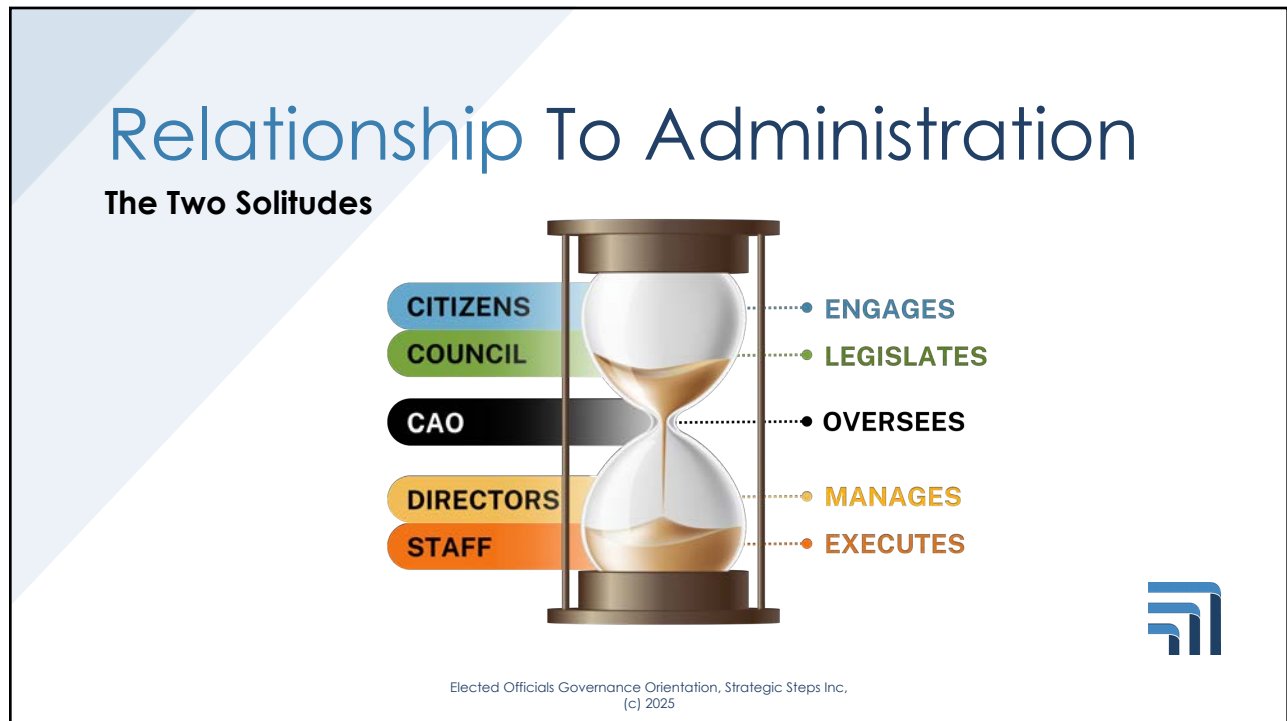 Relationship To Administration
The Two Solitudes
CITIZENS ENGAGES
COUNCIL LEGISLATES
CAO OVERSEES
DIRECTORS MANAGES
STAFF EXECUTES
Elected Officials Governance Orientation, Strategic Steps Inc,
(c) 2025